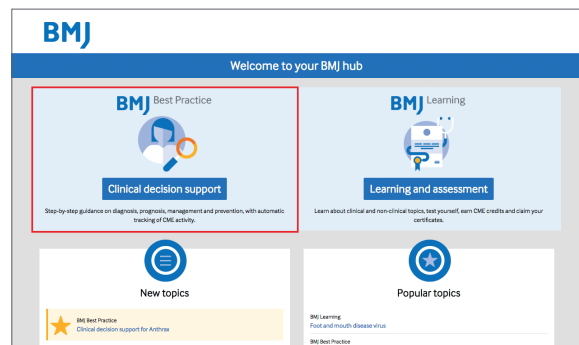 BMJ
Welcome to your BMJ hub
BMJ Best Practice
Clinical decision support
Step-by-step guidance on diagnosis, prognosis, management and prevention, with automatic
tracking of CME activity.
BMJ Learning
Learning and assessment
Learn about clinical and non-clinical topics, test yourself, earn CME credits and claim your
certificates.
New topics
BMJ Best Practice
Clinical decision support for Anthrax
Popular topics
BMJ Learning
Foot and mouth disease virus
BMJ Best Practice